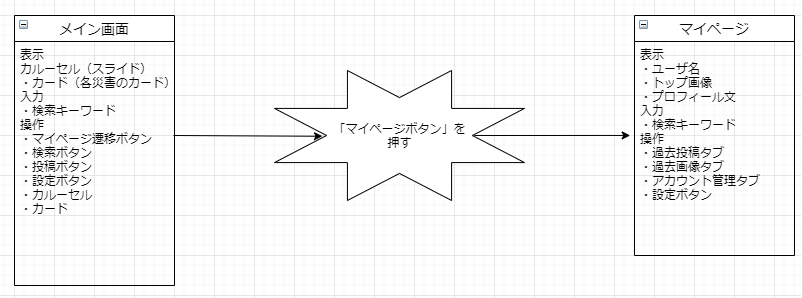 メイン画面
表示
カルーセル（スライド）
・カード（各災害のカード）
入力
・検索キーワード
操作
・マイページ遷移ボタン
・検索ボタン
・投稿ボタン
・設定ボタン
・カルーセル
・カード
「マイページボタン」を
押す
マイページ
表示
・ユーザ名
・トップ画像
・プロフィール文
入力
・検索キーワード
操作
・過去投稿タブ
・過去画像タブ
・アカウント管理タブ
・設定ボタン